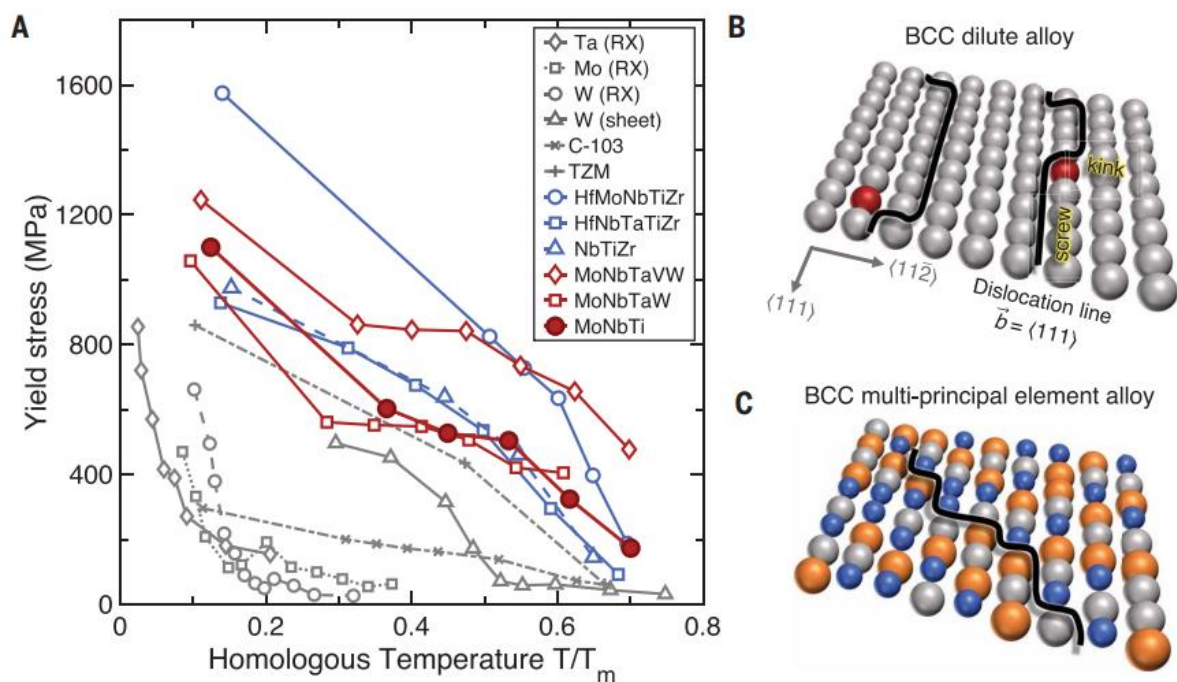 A
Yield stress (MPa)
1600
1200
800
400
0
0
0.2
0.4
0.6
0.8
Homologous Temperature T/Tm
Ta (RX)
Mo (RX)
W (RX)
W (sheet)
C-103
TZM
HfMoNbTiZr
HfNbTaTiZr
NbTiZr
MoNbTaVW
MoNbTaW
MoNbTi
B
BCC dilute alloy
kink
screw
⟨112̄⟩
⟨111⟩
Dislocation line
b⃗ = ⟨111⟩
C
BCC multi-principal element alloy